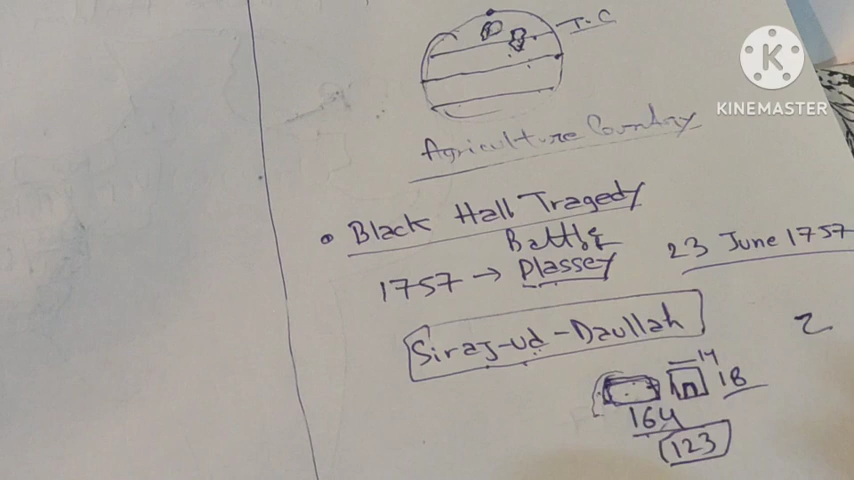 I.C
KINEMASTER
Agriculture Country
• Black Hall Tragedy
Battle
1757 → Plassey
23 June 1757
Siraj-ud-Daullah
2
14
18
164
123